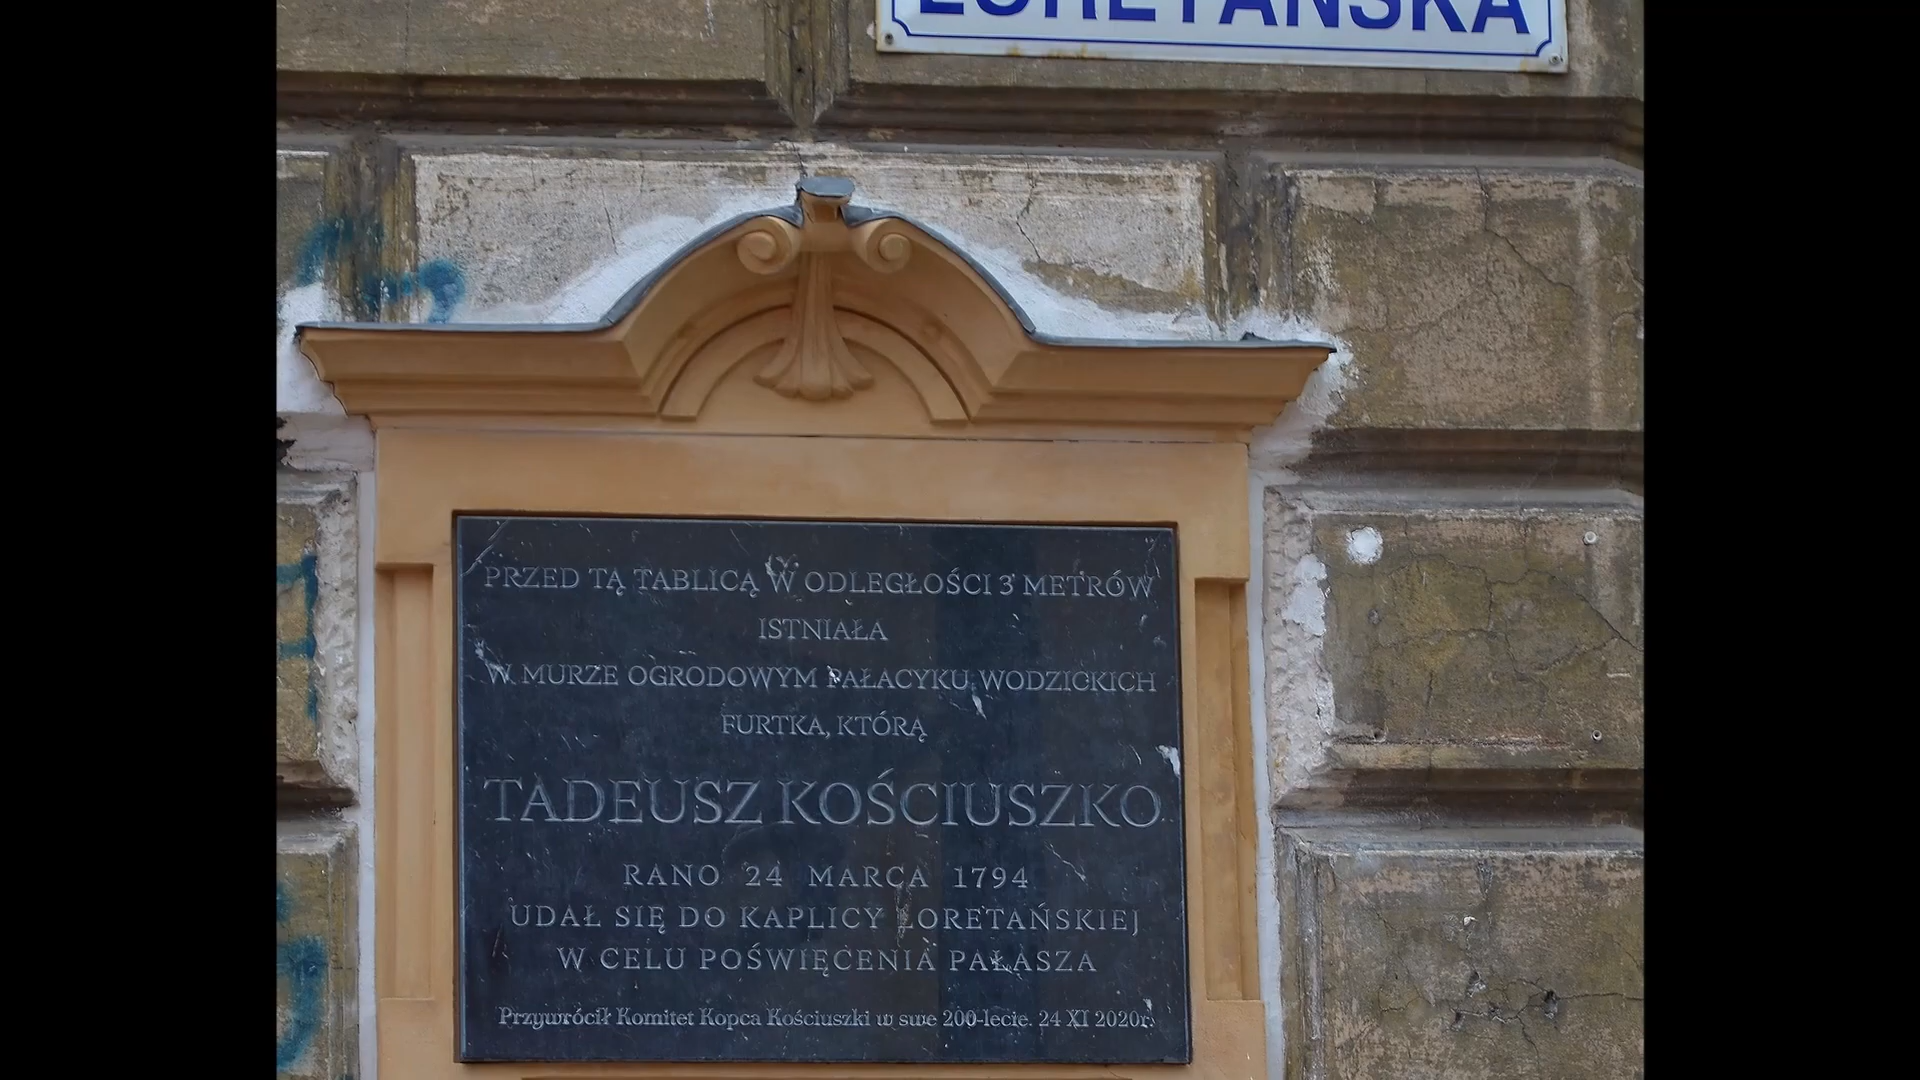 LORETAŃSKA
PRZED TĄ TABLICĄ W ODLEGŁOŚCI 3 METRÓW
ISTNIAŁA
W MURZE OGRODOWYM PAŁACYKU WODZICKICH
FURTKA, KTÓRĄ
TADEUSZ KOŚCIUSZKO
RANO 24 MARCA 1794
UDAŁ SIĘ DO KAPLICY LORETAŃSKIEJ
W CELU POŚWIĘCENIA PAŁASZA
Przywrócił Komitet Kopca Kościuszki w swe 200-lecie. 24 XI 2020r.